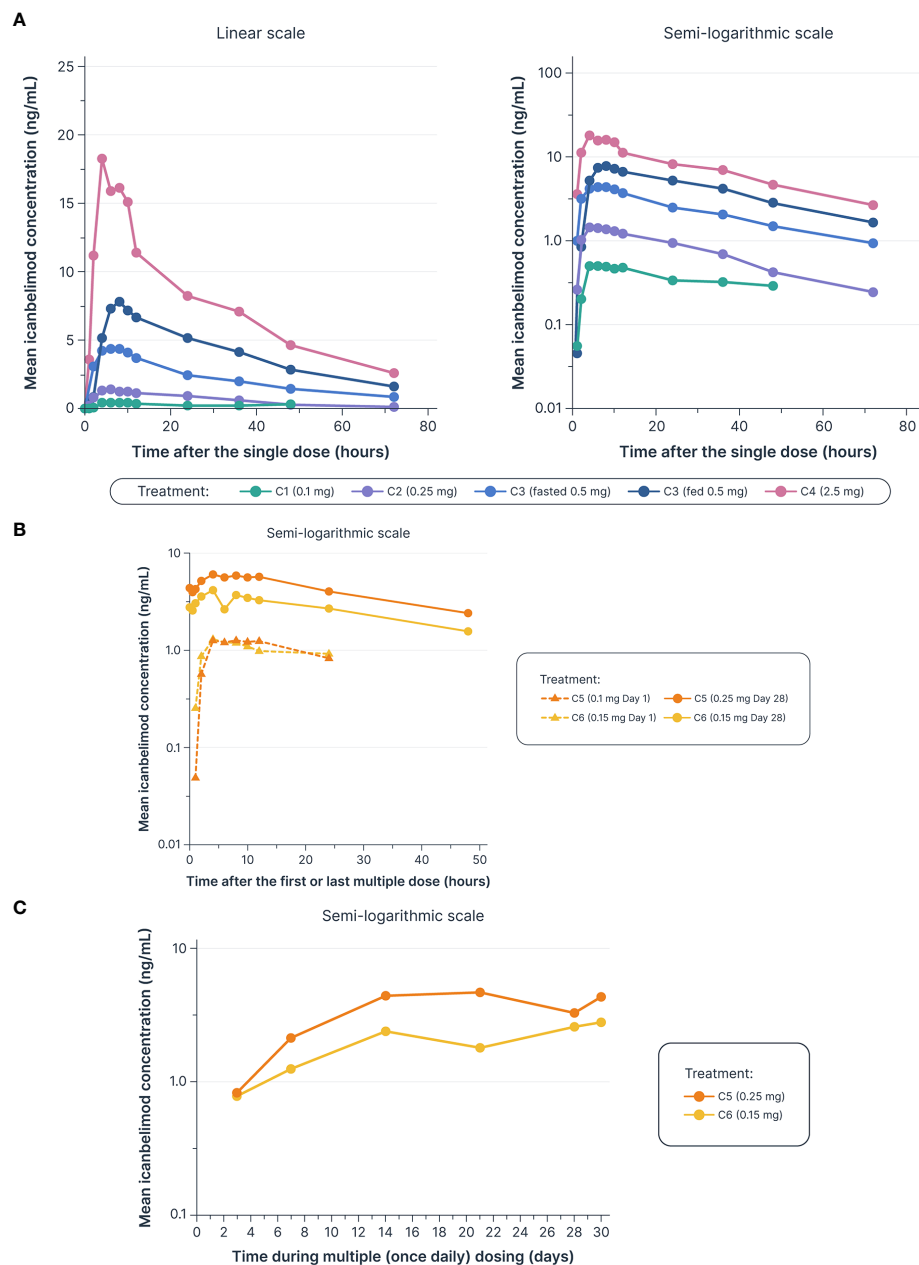 A
Linear scale
Semi-logarithmic scale
Mean icanbelimod concentration (ng/mL)
25
20
15
10
5
0
0 20 40 60 80
Time after the single dose (hours)
Mean icanbelimod concentration (ng/mL)
100
10
1.0
0.1
0.01
0 20 40 60 80
Time after the single dose (hours)
Treatment: C1 (0.1 mg) C2 (0.25 mg) C3 (fasted 0.5 mg) C3 (fed 0.5 mg) C4 (2.5 mg)
B
Semi-logarithmic scale
Mean icanbelimod concentration (ng/mL)
10
1.0
0.1
0.01
0 10 20 30 40 50
Time after the first or last multiple dose (hours)
Treatment:
C5 (0.1 mg Day 1) C5 (0.25 mg Day 28)
C6 (0.15 mg Day 1) C6 (0.15 mg Day 28)
C
Semi-logarithmic scale
Mean icanbelimod concentration (ng/mL)
10
1.0
0.1
0 2 4 6 8 10 12 14 16 18 20 22 24 26 28 30
Time during multiple (once daily) dosing (days)
Treatment:
C5 (0.25 mg)
C6 (0.15 mg)